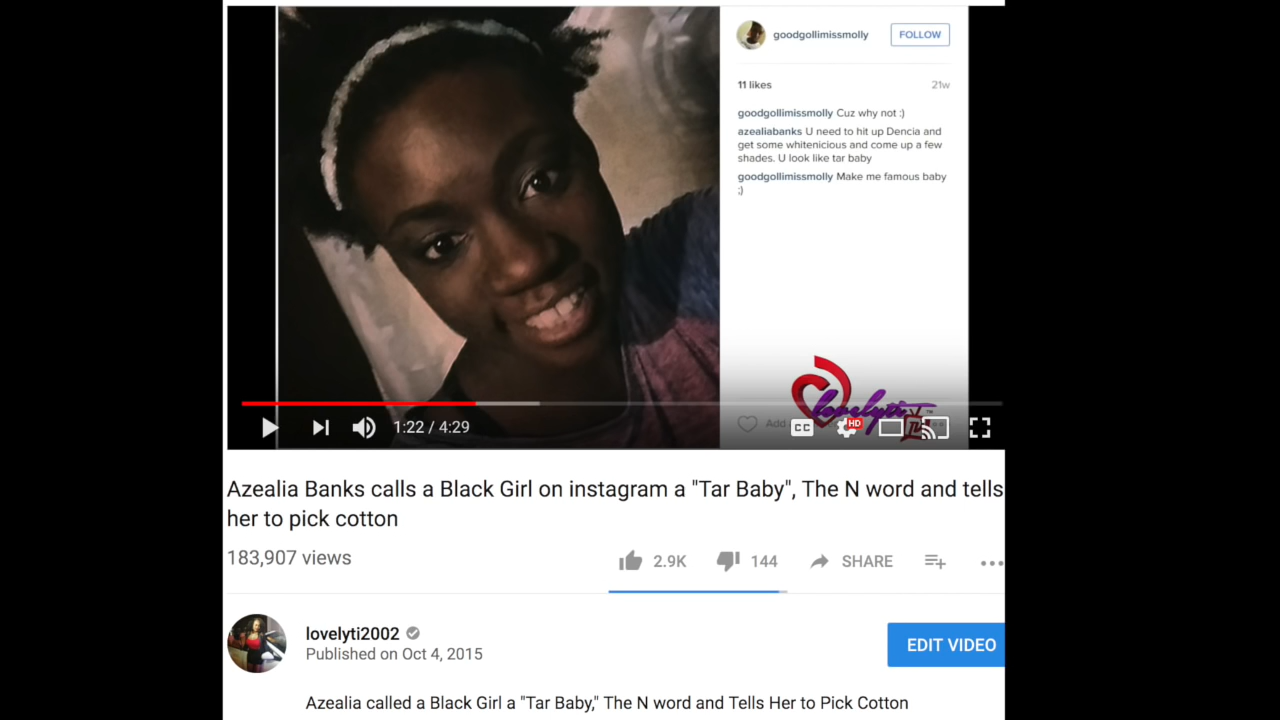 goodgollimissmolly
FOLLOW
11 likes
21w
goodgollimissmolly Cuz why not :)
azealiabanks U need to hit up Dencia and
get some whitenicious and come up a few
shades. U look like tar baby
goodgollimissmolly Make me famous baby
;)
lovelyti
TV
™
Add
1:22 / 4:29
CC
HD
Azealia Banks calls a Black Girl on instagram a "Tar Baby", The N word and tells
her to pick cotton
183,907 views
2.9K
144
SHARE
lovelyti2002
Published on Oct 4, 2015
EDIT VIDEO
Azealia called a Black Girl a "Tar Baby," The N word and Tells Her to Pick Cotton